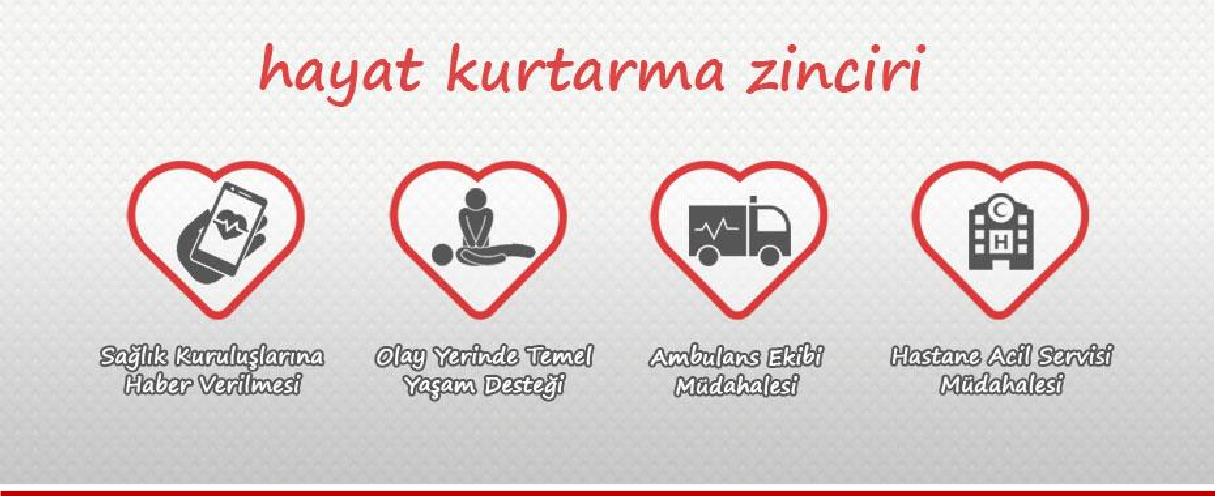 hayat kurtarma zinciri
Sağlık Kuruluşlarına
Haber Verilmesi
Olay Yerinde Temel
Yaşam Desteği
Ambulans Ekibi
Müdahalesi
Hastane Acil Servisi
Müdahalesi
C
H